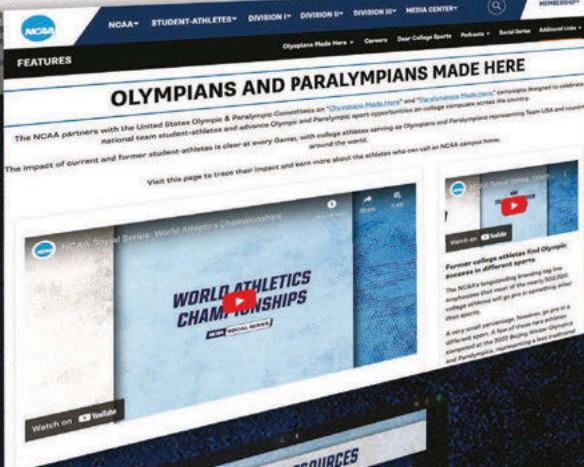 NCAA
NCAA STUDENT-ATHLETES DIVISION I DIVISION II DIVISION III MEDIA CENTER MEMBERSHIP
Olympians Made Here Careers Dear College Sports Podcasts Social Series Additional Links
FEATURES
OLYMPIANS AND PARALYMPIANS MADE HERE
The NCAA partners with the United States Olympic & Paralympic Committees on "Olympians Made Here" and "Paralympians Made Here," campaigns designed to celebrate
national team student-athletes and advance Olympic and Paralympic sport opportunities on college campuses across the country.
The impact of current and former student-athletes is clear at every Games, with college athletes serving as Olympians and Paralympians representing Team USA and
around the world.
Visit this page to trace their impact and learn more about the athletes who can call an NCAA campus home.
NCAA Social Series: World Athletics Championships
Share
WORLD ATHLETICS
CHAMPIONSHIPS
NCAA SOCIAL SERIES
Watch on YouTube
NCAA Social Series
Watch on YouTube
Former college athletes find Olympic
success in different sports
The NCAA's longstanding branding tag line
emphasizes that most of the nearly 500,000
college athletes will go pro in something other
than sports.
A very small percentage, however, go pro in a
different sport. A few of those rare athletes
competed at the 2022 Beijing Winter Olympics
and Paralympics, representing a less traditional